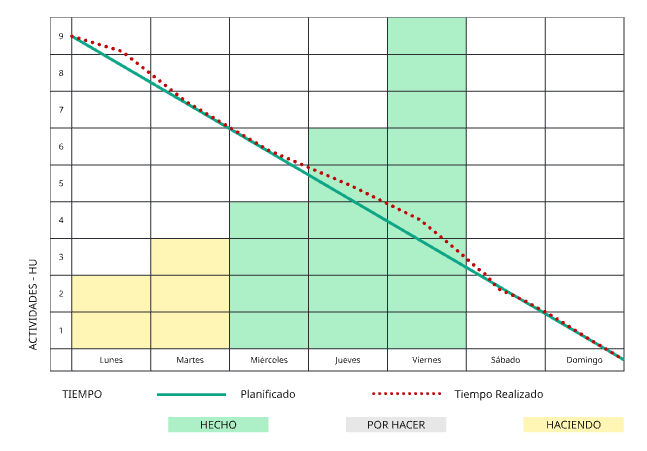 9
8
7
6
5
4
3
2
1
ACTIVIDADES - HU
Lunes Martes Miércoles Jueves Viernes Sábado Domingo
TIEMPO Planificado Tiempo Realizado
HECHO POR HACER HACIENDO